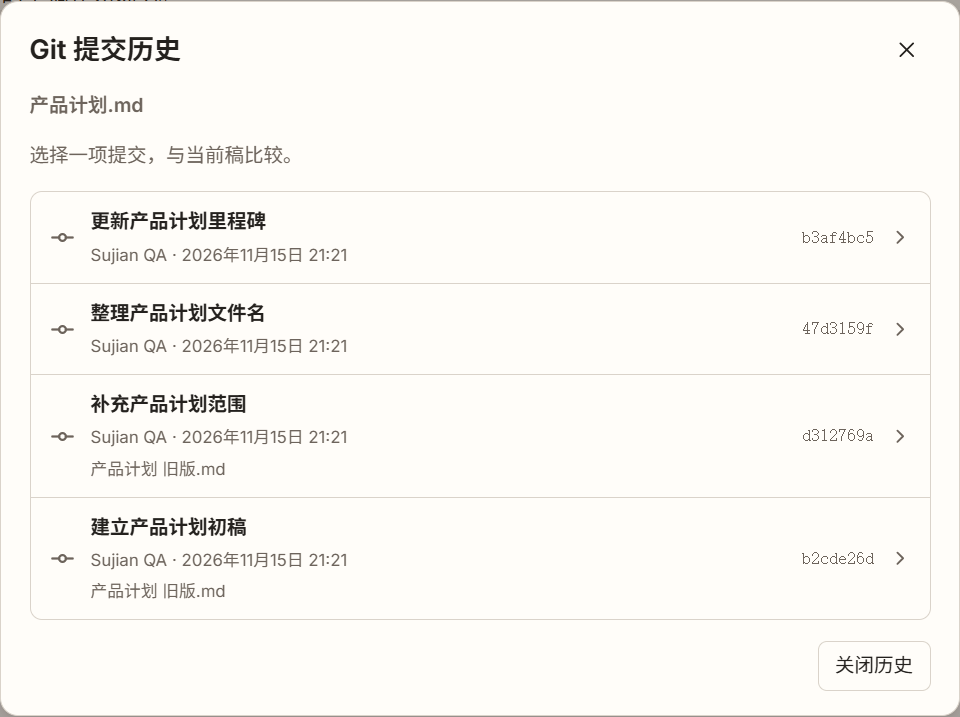 Git 提交历史
产品计划.md
选择一项提交，与当前稿比较。
更新产品计划里程碑
Sujian QA · 2026年11月15日 21:21
b3af4bc5
整理产品计划文件名
Sujian QA · 2026年11月15日 21:21
47d3159f
补充产品计划范围
Sujian QA · 2026年11月15日 21:21
产品计划 旧版.md
d312769a
建立产品计划初稿
Sujian QA · 2026年11月15日 21:21
产品计划 旧版.md
b2cde26d
关闭历史